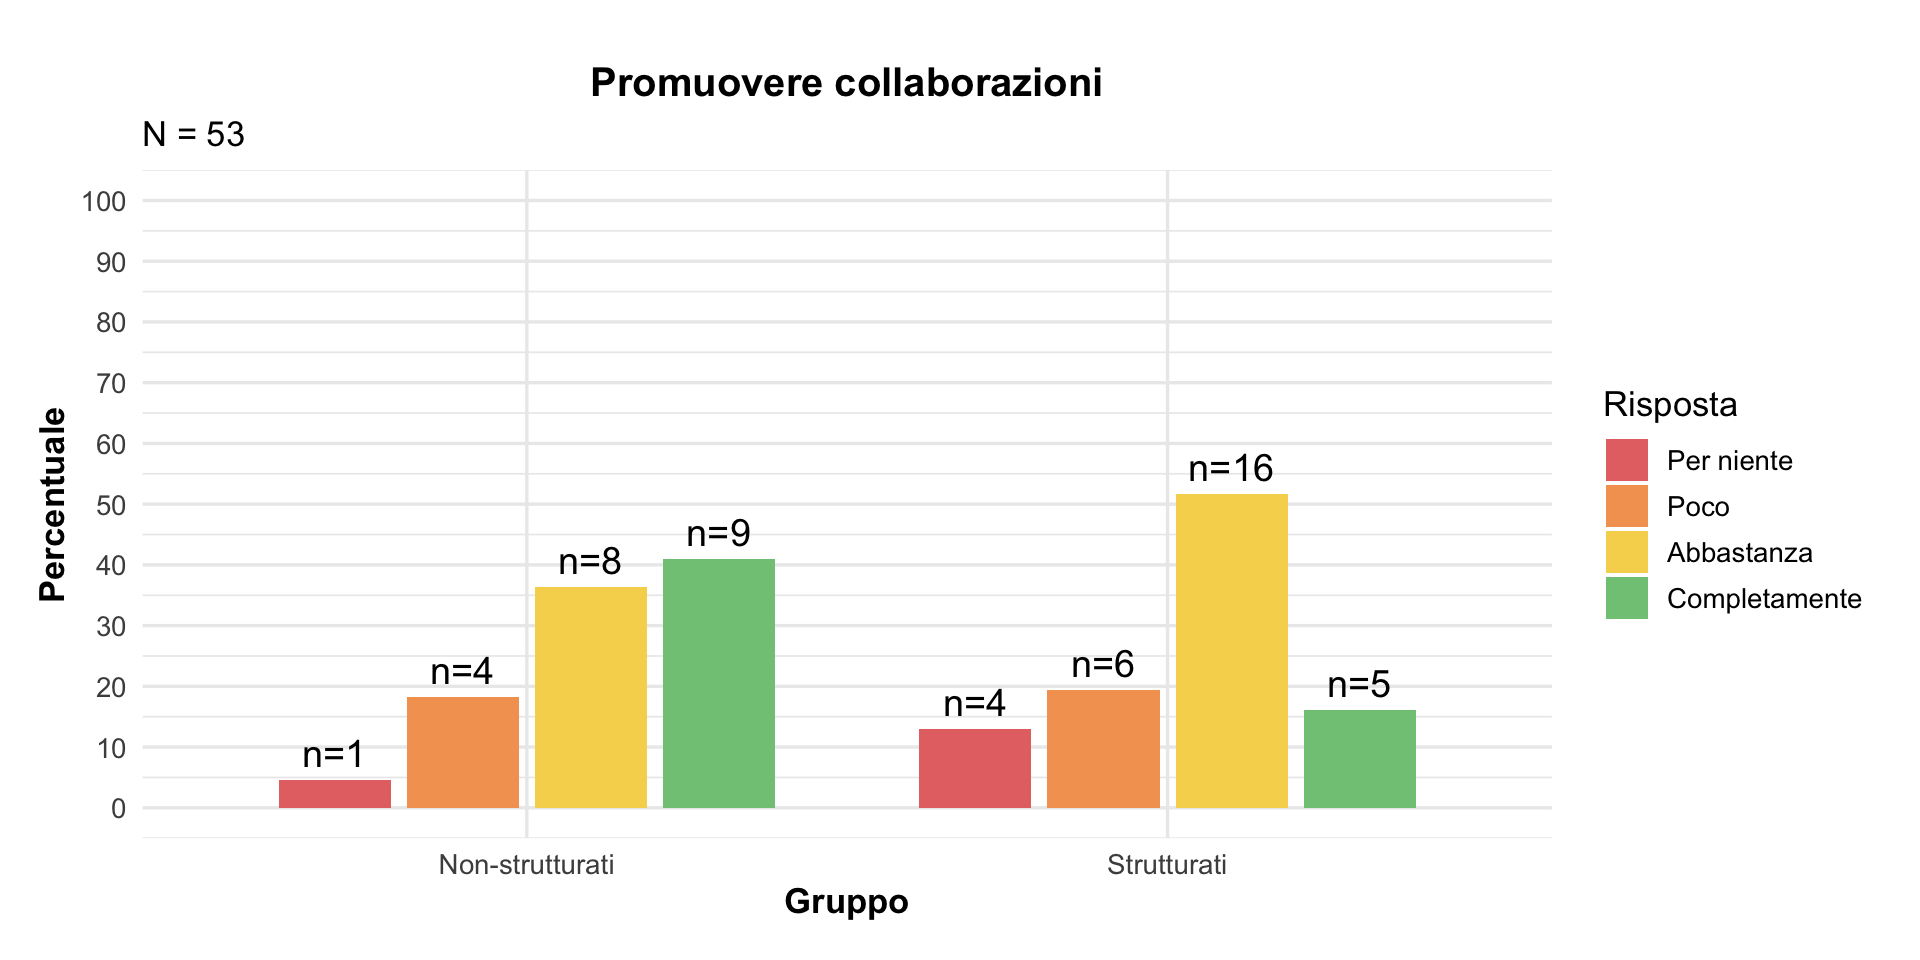 Promuovere collaborazioni
N = 53
100
90
80
70
60
50
40
30
20
10
0
Percentuale
n=1
n=4
n=8
n=9
n=4
n=6
n=16
n=5
Non-strutturati
Strutturati
Gruppo
Risposta
Per niente
Poco
Abbastanza
Completamente